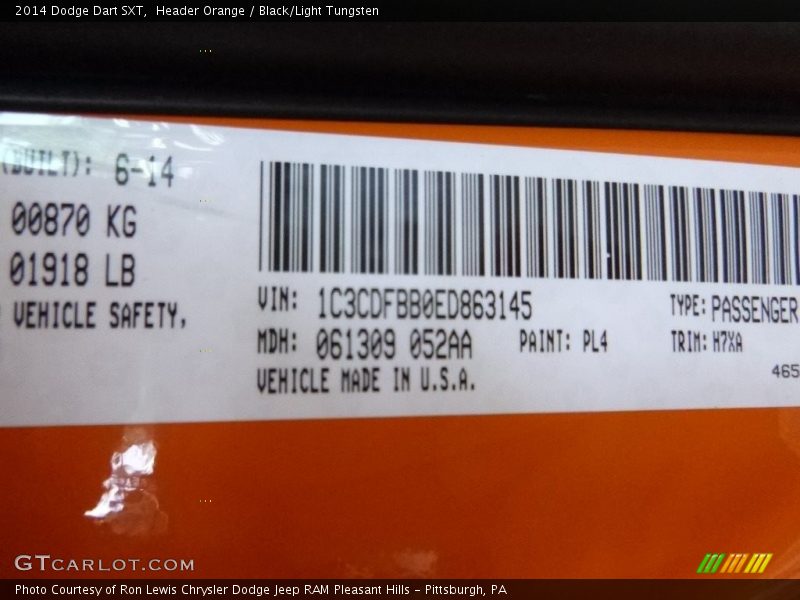 2014 Dodge Dart SXT,  Header Orange / Black/Light Tungsten
(BUILT): 6-14
00870 KG
01918 LB
VEHICLE SAFETY,
VIN: 1C3CDFBB0ED863145
TYPE: PASSENGER
MDH: 061309 052AA
PAINT: PL4
TRIM: H7XA
VEHICLE MADE IN U.S.A.
465
GTCARLOT.COM
Photo Courtesy of Ron Lewis Chrysler Dodge Jeep RAM Pleasant Hills - Pittsburgh, PA